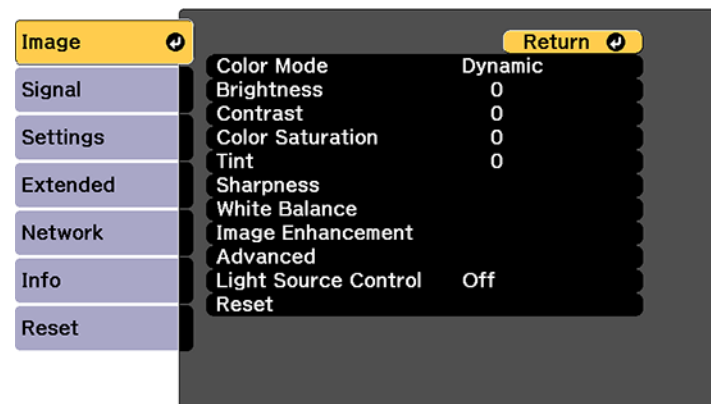 Image
Signal
Settings
Extended
Network
Info
Reset
Return
Color Mode Dynamic
Brightness 0
Contrast 0
Color Saturation 0
Tint 0
Sharpness
White Balance
Image Enhancement
Advanced
Light Source Control Off
Reset